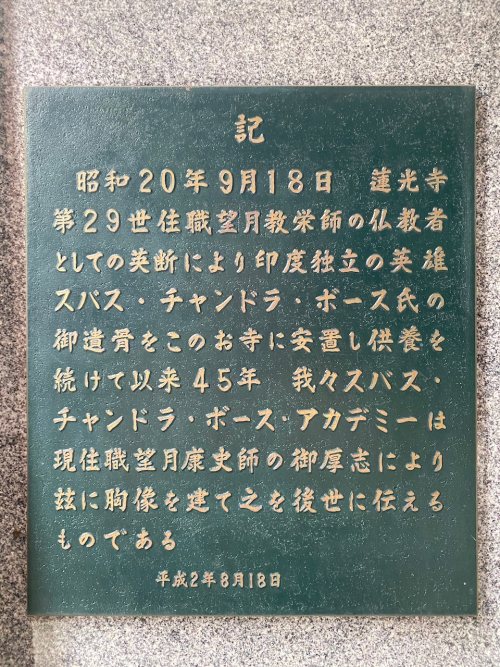 記
昭和20年9月18日　蓮光寺
第29世住職望月教栄師の仏教者
としての英断により印度独立の英雄
スバス・チャンドラ・ボース氏の
御遺骨をこのお寺に安置し供養を
続けて以来45年　我々スバス・
チャンドラ・ボース・アカデミーは
現住職望月康史師の御厚志により
玆に胸像を建て之を後世に伝える
ものである
平成2年8月18日